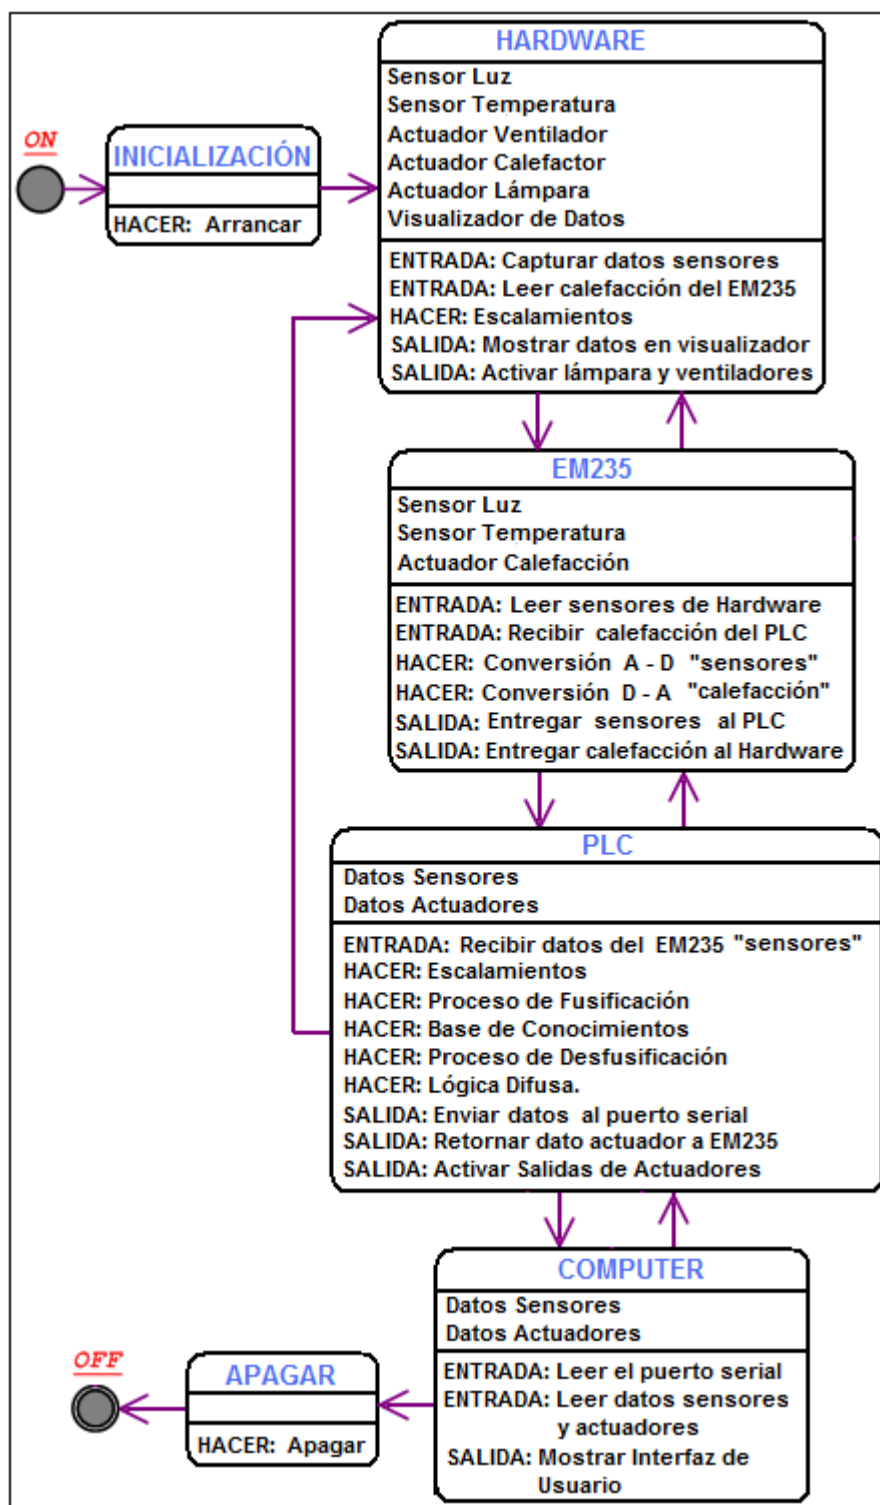 ON
INICIALIZACIÓN
HACER: Arrancar
HARDWARE
Sensor Luz
Sensor Temperatura
Actuador Ventilador
Actuador Calefactor
Actuador Lámpara
Visualizador de Datos
ENTRADA: Capturar datos sensores
ENTRADA: Leer calefacción del EM235
HACER: Escalamientos
SALIDA: Mostrar datos en visualizador
SALIDA: Activar lámpara y ventiladores
EM235
Sensor Luz
Sensor Temperatura
Actuador Calefacción
ENTRADA: Leer sensores de Hardware
ENTRADA: Recibir calefacción del PLC
HACER: Conversión A - D "sensores"
HACER: Conversión D - A "calefacción"
SALIDA: Entregar sensores al PLC
SALIDA: Entregar calefacción al Hardware
PLC
Datos Sensores
Datos Actuadores
ENTRADA: Recibir datos del EM235 "sensores"
HACER: Escalamientos
HACER: Proceso de Fusificación
HACER: Base de Conocimientos
HACER: Proceso de Desfusificación
HACER: Lógica Difusa.
SALIDA: Enviar datos al puerto serial
SALIDA: Retornar dato actuador a EM235
SALIDA: Activar Salidas de Actuadores
COMPUTER
Datos Sensores
Datos Actuadores
ENTRADA: Leer el puerto serial
ENTRADA: Leer datos sensores
y actuadores
SALIDA: Mostrar Interfaz de
Usuario
APAGAR
HACER: Apagar
OFF